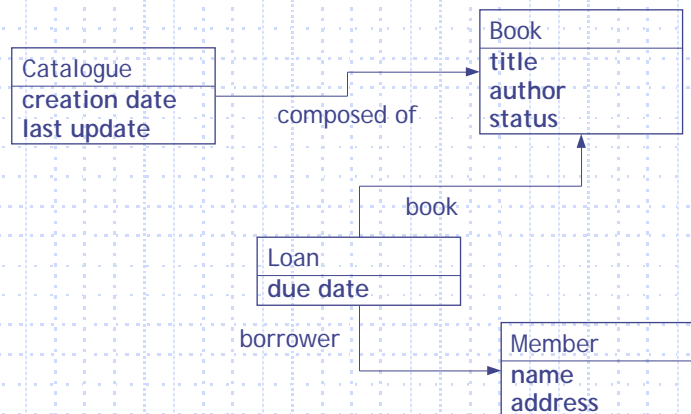 Book
title
author
status
Catalogue
creation date
last update
composed of
book
Loan
due date
borrower
Member
name
address